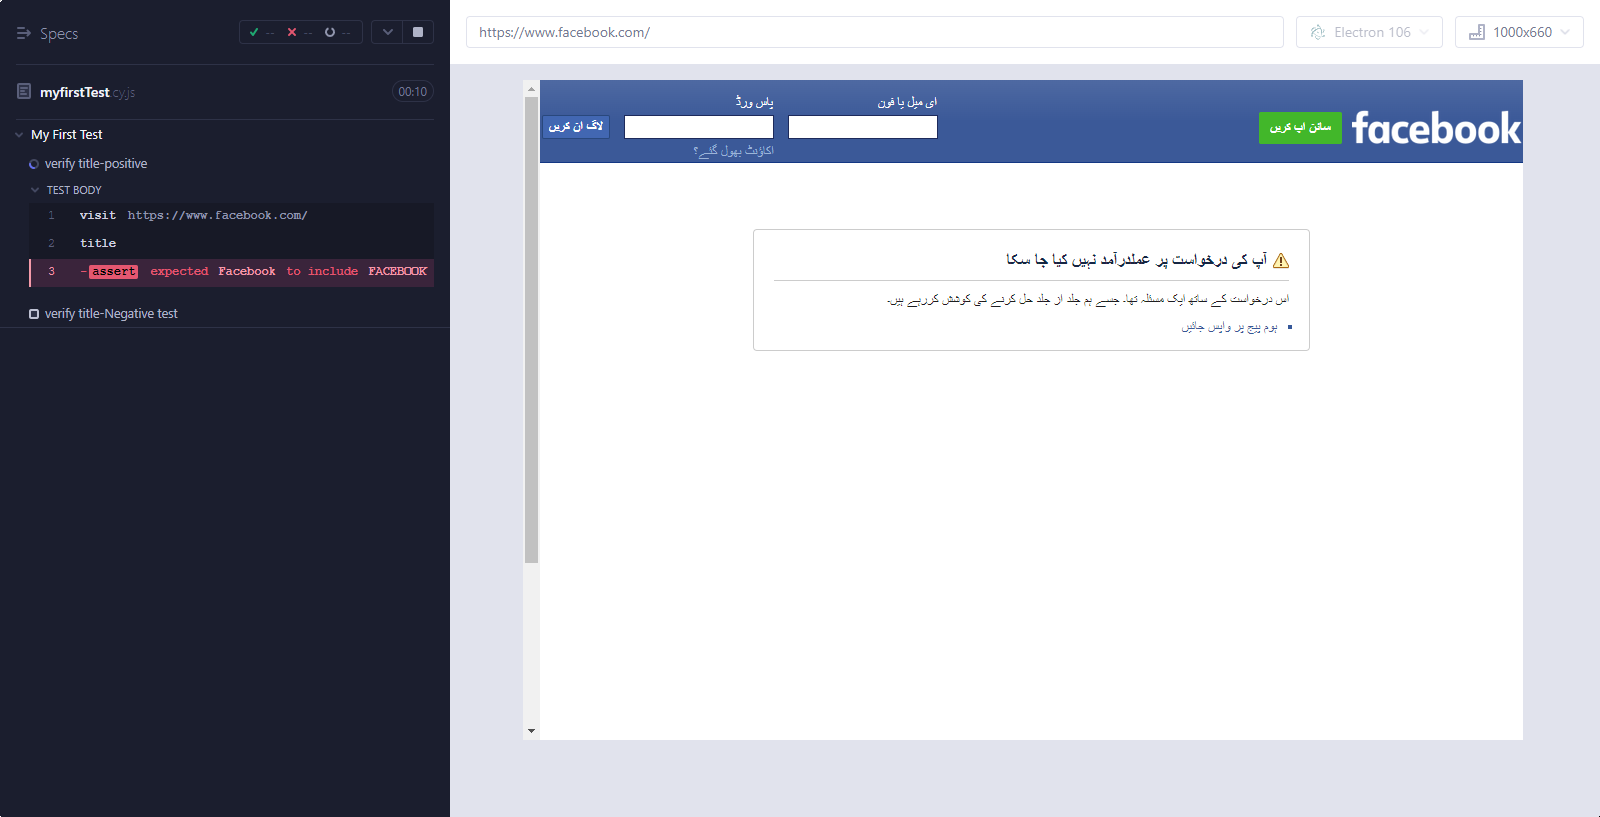 Specs
-- -- --
myfirstTest.cy.js
00:10
My First Test
verify title-positive
TEST BODY
1 visit https://www.facebook.com/
2 title
3 -assert expected Facebook to include FACEBOOK
verify title-Negative test
https://www.facebook.com/
Electron 106
1000x660
facebook
سائن اپ کریں
ای میل یا فون
پاس ورڈ
لاگ ان کریں
اکاؤنٹ بھول گئے؟
آپ کی درخواست پر عملدرآمد نہیں کیا جا سکا
اس درخواست کے ساتھ ایک مسئلہ تھا۔ جسے ہم جلد از جلد حل کرنے کی کوشش کررہے ہیں۔
ہوم پیج پر واپس جائیں